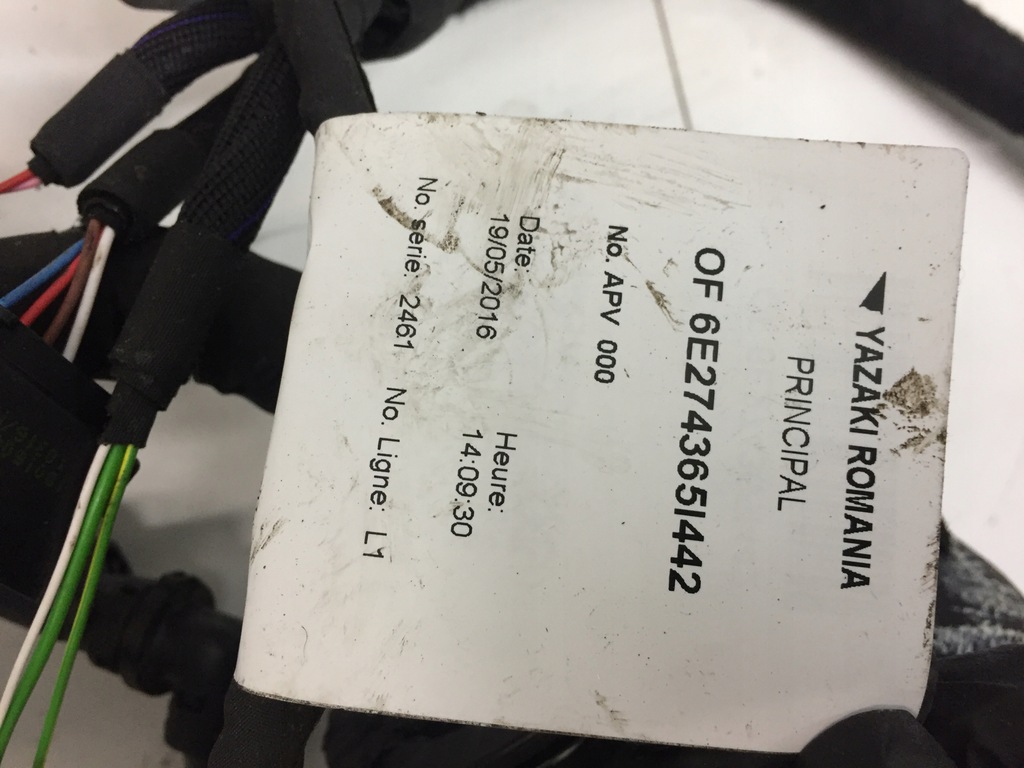 YAZAKI ROMANIA
PRINCIPAL
OF 6E2743651442
No. APV 000
Date: Heure:
19/05/2016 14:09:30
No. serie: 2461 No. Ligne: L1